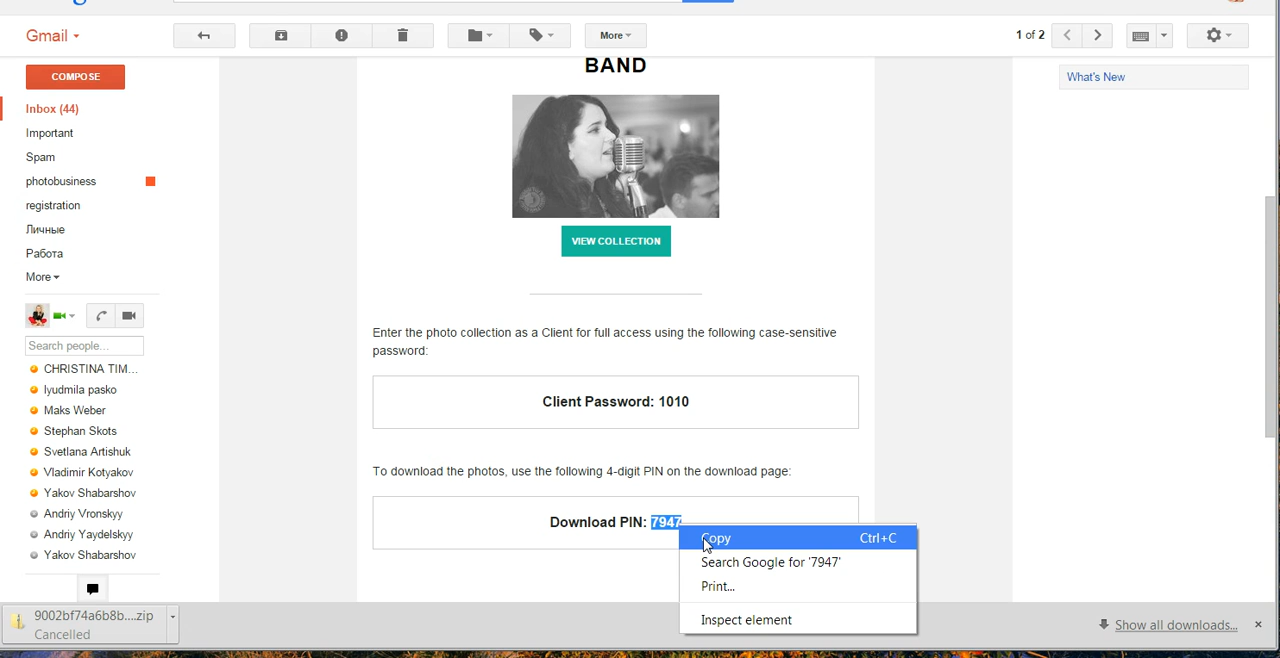 Gmail
More
1 of 2
COMPOSE
Inbox (44)
Important
Spam
photobusiness
registration
Личные
Работа
More
Search people...
CHRISTINA TIM...
lyudmila pasko
Maks Weber
Stephan Skots
Svetlana Artishuk
Vladimir Kotyakov
Yakov Shabarshov
Andriy Vronskyy
Andriy Yaydelskyy
Yakov Shabarshov
BAND
VIEW COLLECTION
Enter the photo collection as a Client for full access using the following case-sensitive
password:
Client Password: 1010
To download the photos, use the following 4-digit PIN on the download page:
Download PIN: 7947
Copy Ctrl+C
Search Google for '7947'
Print...
Inspect element
What's New
9002bf74a6b8b....zip
Cancelled
Show all downloads...